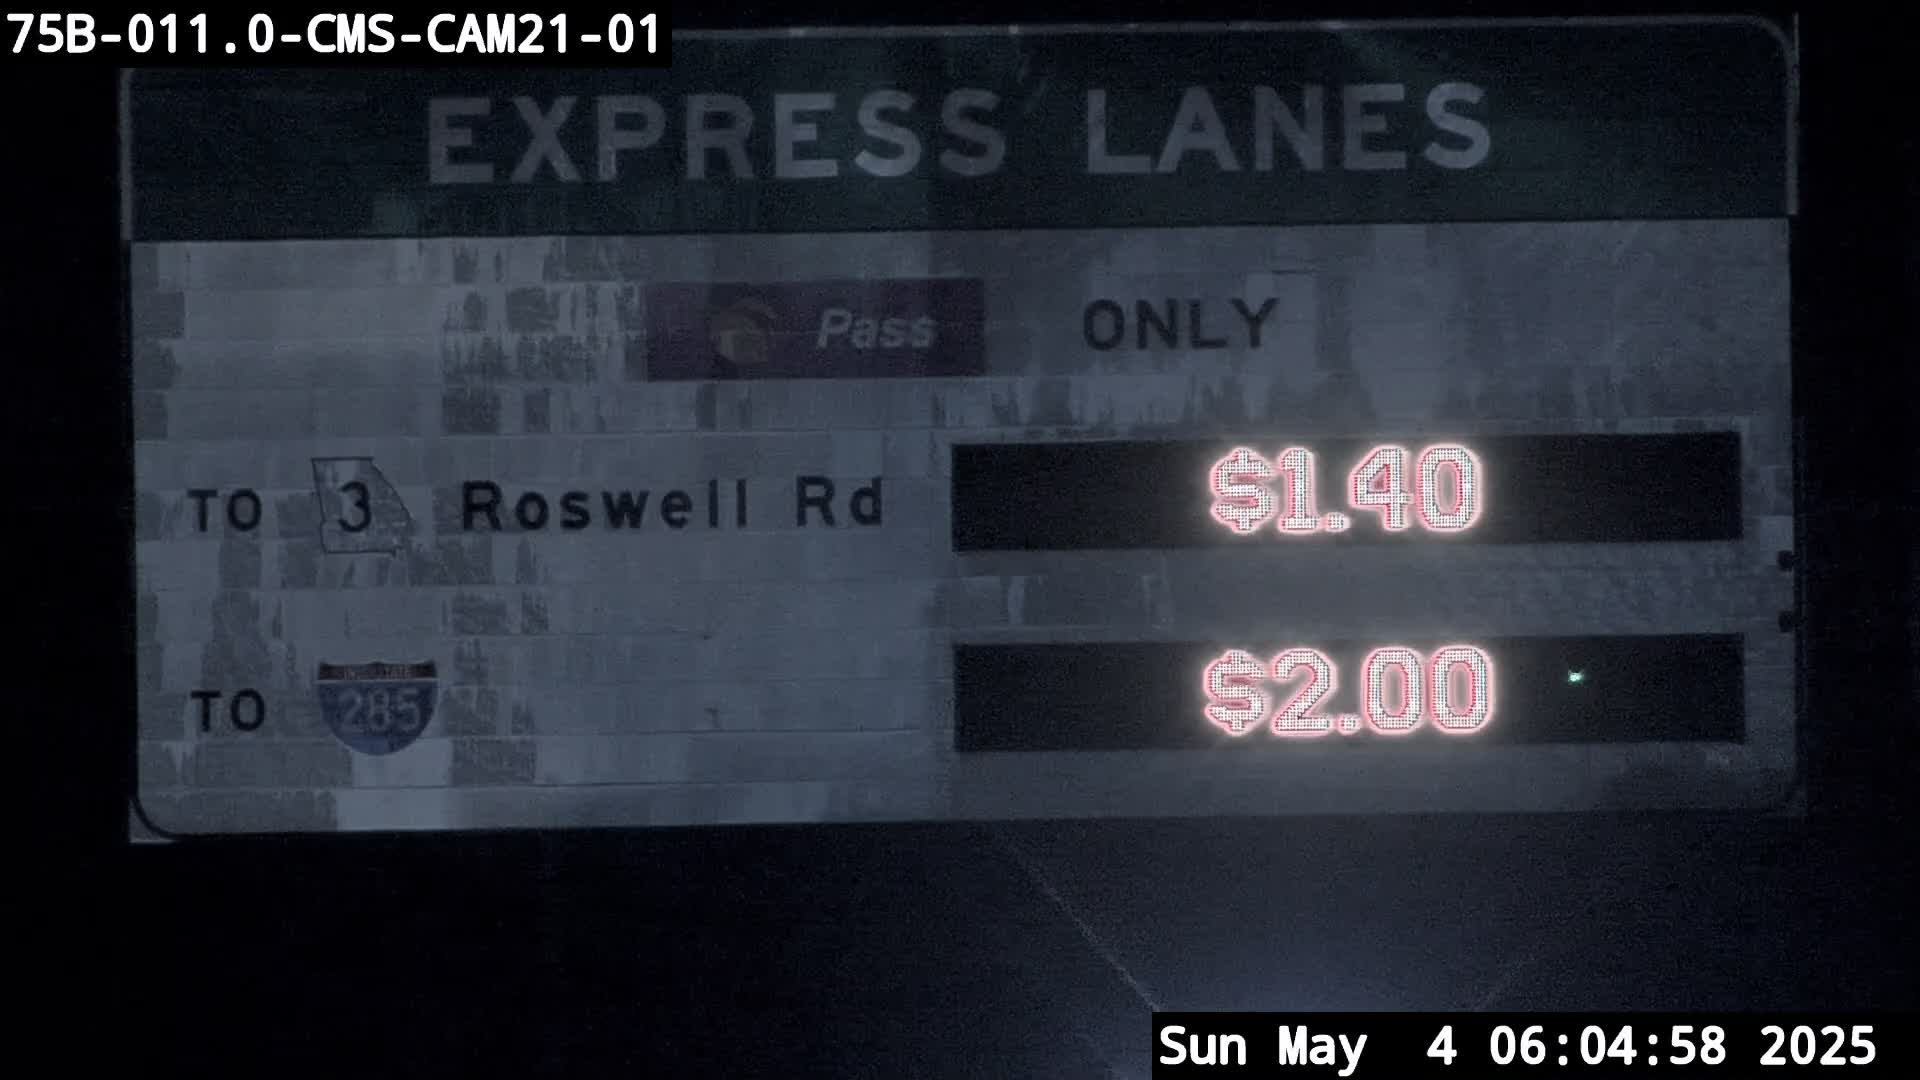 75B-011.0-CMS-CAM21-01
EXPRESS LANES
Pass ONLY
TO 3 Roswell Rd $1.40
INTERSTATE
TO 285 $2.00
Sun May 4 06:04:58 2025